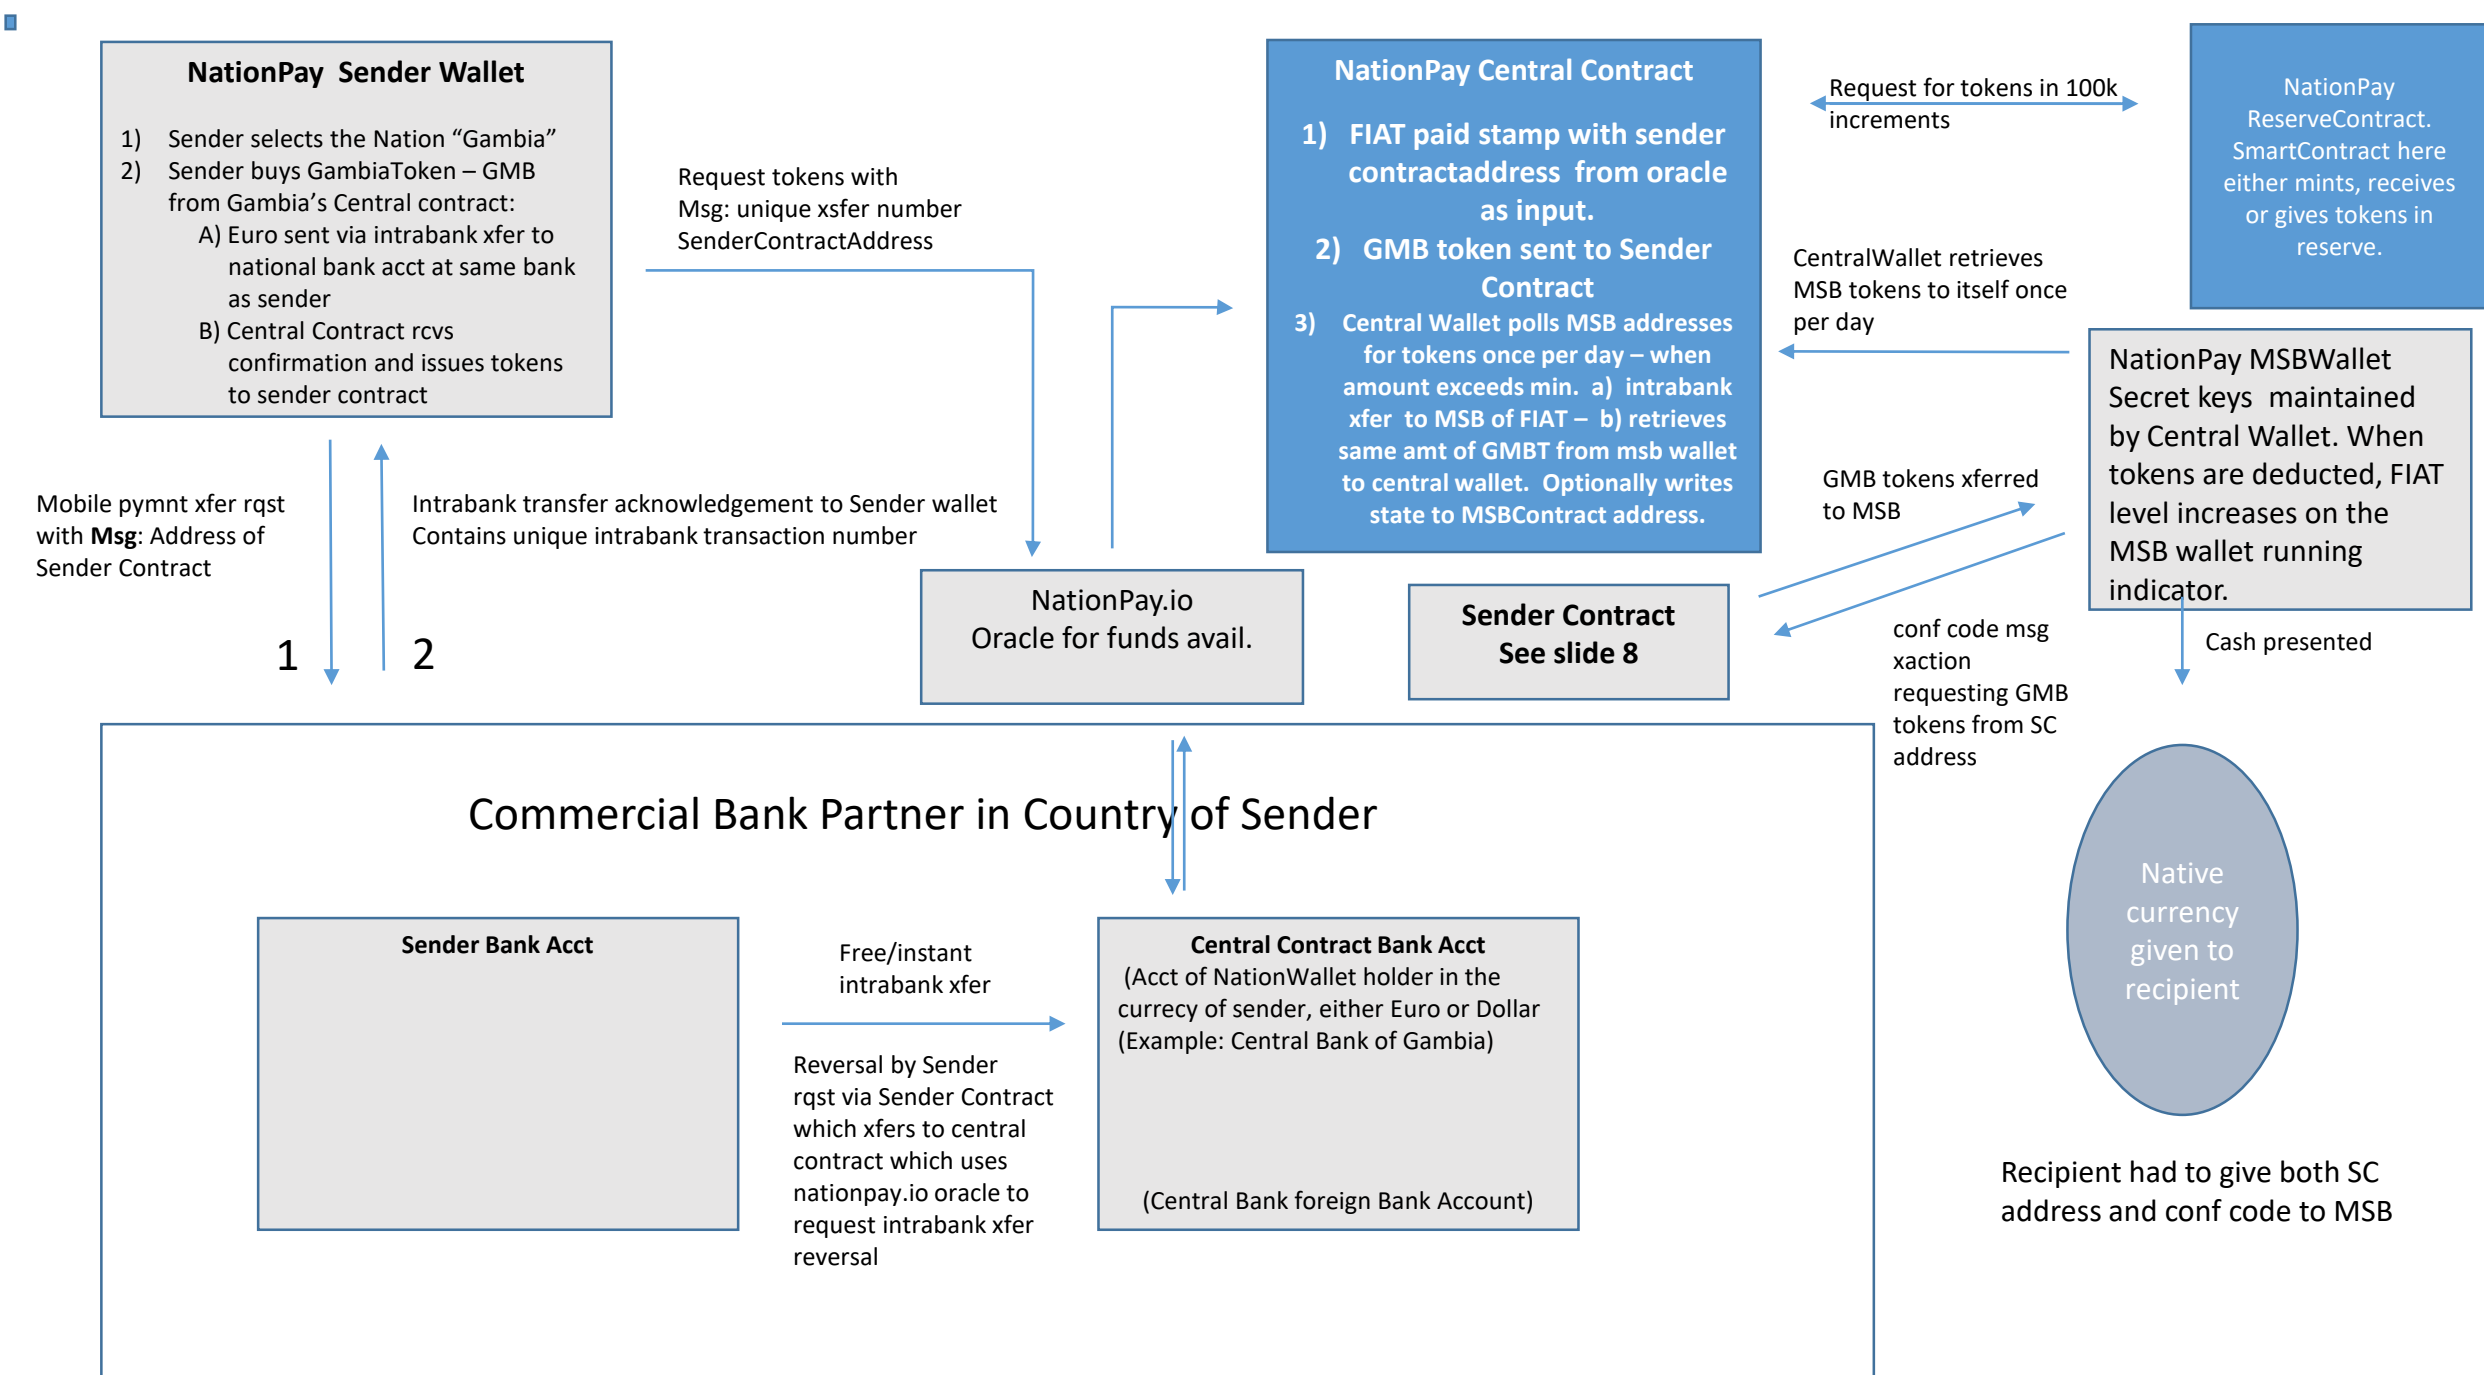 NationPay  Sender Wallet
1) Sender selects the Nation “Gambia”
2) Sender buys GambiaToken – GMB
from Gambia’s Central contract:
A) Euro sent via intrabank xfer to
national bank acct at same bank
as sender
B) Central Contract rcvs
confirmation and issues tokens
to sender contract
Request tokens with
Msg: unique xsfer number
SenderContractAddress
NationPay Central Contract
1) FIAT paid stamp with sender
contractaddress  from oracle
as input.
2) GMB token sent to Sender
Contract
3) Central Wallet polls MSB addresses
for tokens once per day – when
amount exceeds min.  a)  intrabank
xfer  to MSB of FIAT –  b) retrieves
same amt of GMBT from msb wallet
to central wallet.  Optionally writes
state to MSBContract address.
Request for tokens in 100k
increments
NationPay
ReserveContract.
SmartContract here
either mints, receives
or gives tokens in
reserve.
CentralWallet retrieves
MSB tokens to itself once
per day
NationPay MSBWallet
Secret keys  maintained
by Central Wallet. When
tokens are deducted, FIAT
level increases on the
MSB wallet running
indicator.
Mobile pymnt xfer rqst
with Msg: Address of
Sender Contract
Intrabank transfer acknowledgement to Sender wallet
Contains unique intrabank transaction number
1
2
NationPay.io
Oracle for funds avail.
Sender Contract
See slide 8
GMB tokens xferred
to MSB
conf code msg
xaction
requesting GMB
tokens from SC
address
Cash presented
Commercial Bank Partner in Country of Sender
Sender Bank Acct
Free/instant
intrabank xfer
Reversal by Sender
rqst via Sender Contract
which xfers to central
contract which uses
nationpay.io oracle to
request intrabank xfer
reversal
Central Contract Bank Acct
(Acct of NationWallet holder in the
currecy of sender, either Euro or Dollar
(Example: Central Bank of Gambia)
(Central Bank foreign Bank Account)
Native
currency
given to
recipient
Recipient had to give both SC
address and conf code to MSB